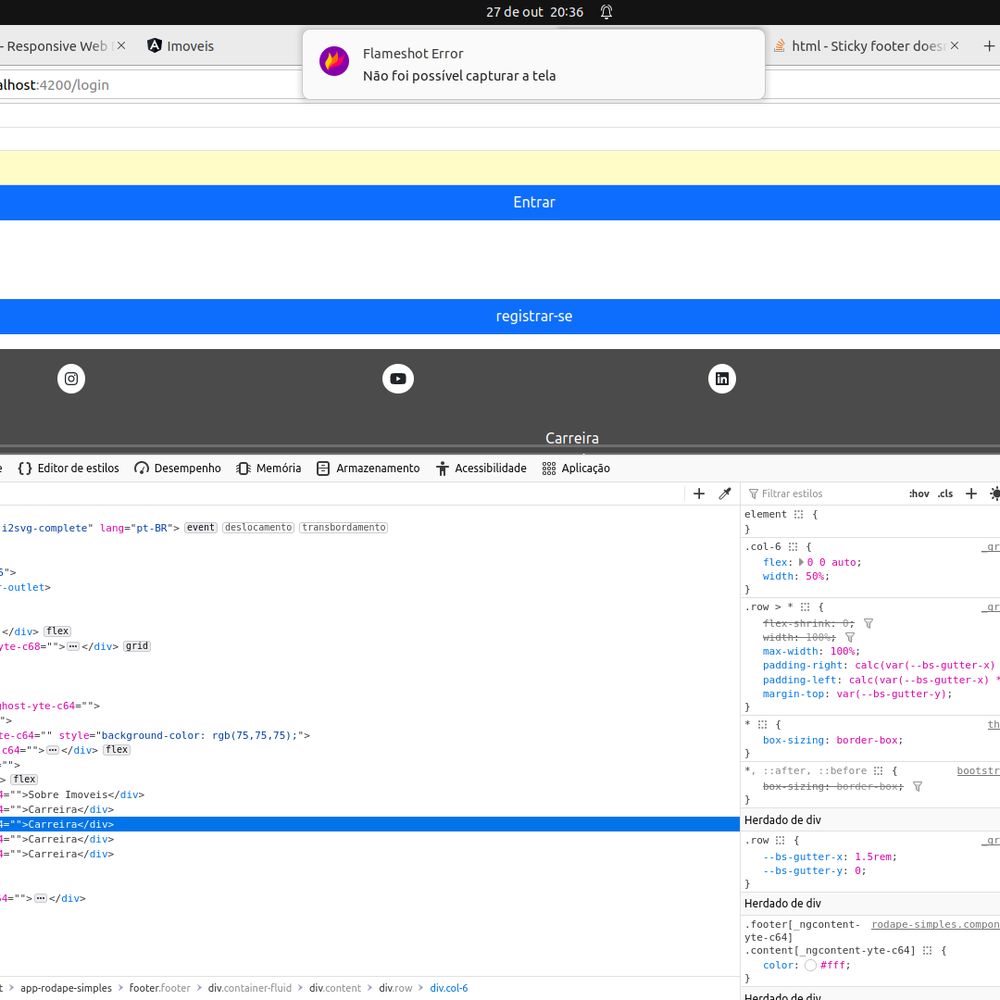 27 de out 20:36
- Responsive Web
Imoveis
html - Sticky footer does
Flameshot Error
Não foi possível capturar a tela
alhost:4200/login
Entrar
registrar-se
Carreira
Editor de estilos Desempenho Memória Armazenamento Acessibilidade Aplicação
Filtrar estilos :hov .cls
i2svg-complete" lang="pt-BR"> event deslocamento transbordamento
">
-outlet>
</div> flex
yte-c68="">⋯</div> grid
ghost-yte-c64="">
">
te-c64="" style="background-color: rgb(75,75,75);">
c64="">⋯</div> flex
="">
> flex
4="">Sobre Imoveis</div>
4="">Carreira</div>
4="">Carreira</div>
4="">Carreira</div>
4="">Carreira</div>
64="">⋯</div>
element {
}
.col-6 {
flex: 0 0 auto;
width: 50%;
}
.row > * {
flex-shrink: 0;
width: 100%;
max-width: 100%;
padding-right: calc(var(--bs-gutter-x)
padding-left: calc(var(--bs-gutter-x) *
margin-top: var(--bs-gutter-y);
}
* { th
box-sizing: border-box;
}
*, ::after, ::before { bootstr
box-sizing: border-box;
}
Herdado de div
.row { _gr
--bs-gutter-x: 1.5rem;
--bs-gutter-y: 0;
}
Herdado de div
.footer[_ngcontent- rodape-simples.compon
yte-c64]
.content[_ngcontent-yte-c64] {
color: #fff;
}
Herdado de div
t > app-rodape-simples > footer.footer > div.container-fluid > div.content > div.row > div.col-6